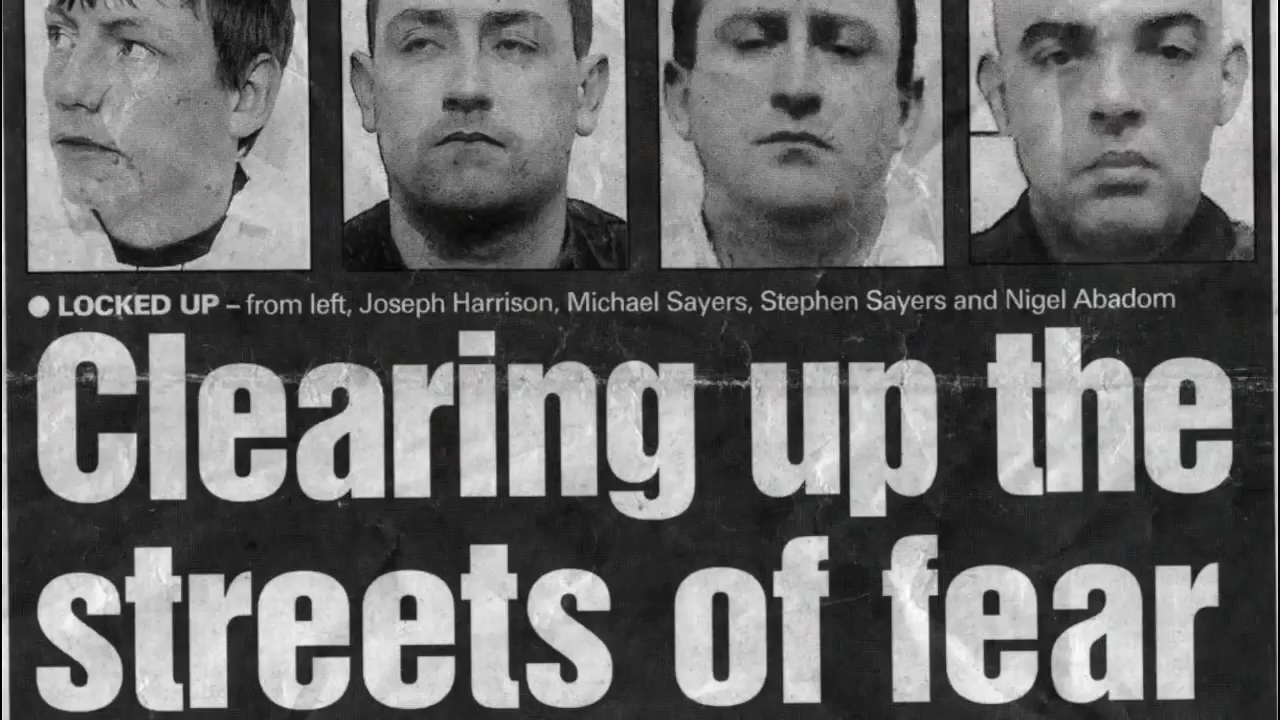 ● LOCKED UP – from left, Joseph Harrison, Michael Sayers, Stephen Sayers and Nigel Abadom
Clearing up the
streets of fear